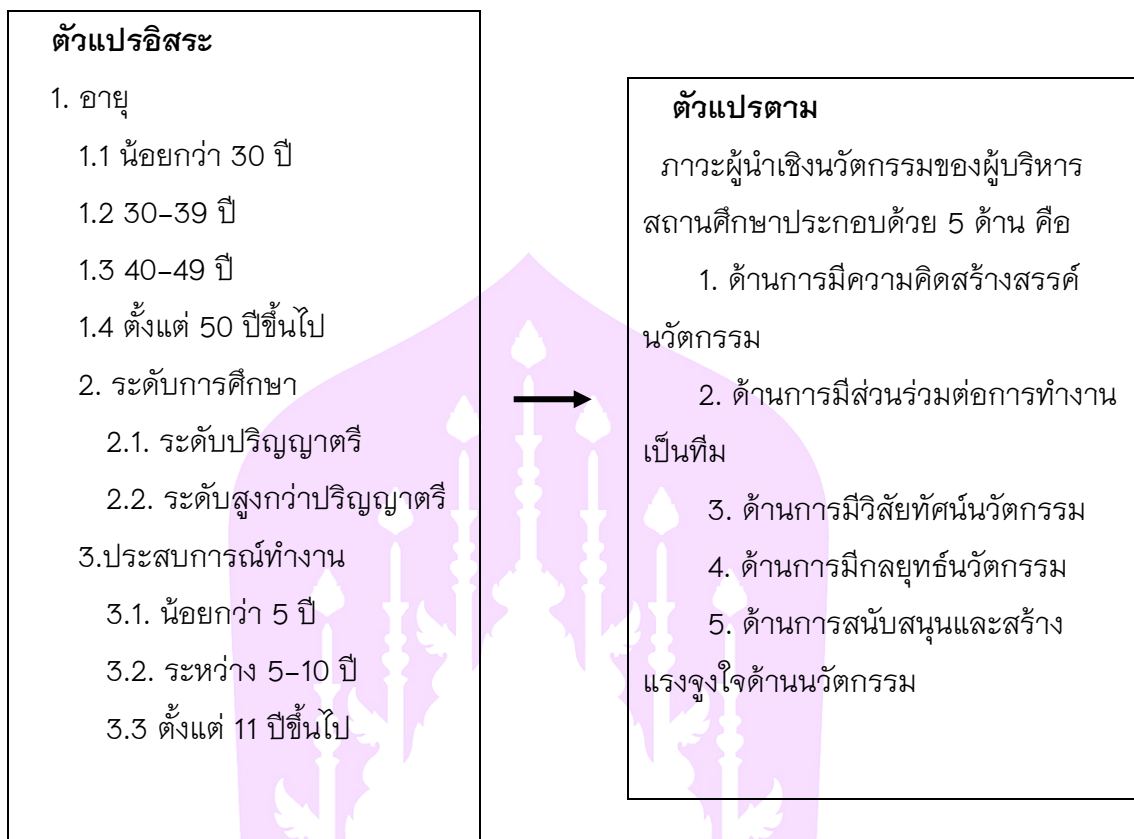 ตัวแปรอิสระ
1. อายุ
1.1 น้อยกว่า 30 ปี
1.2 30–39 ปี
1.3 40–49 ปี
1.4 ตั้งแต่ 50 ปีขึ้นไป
2. ระดับการศึกษา
2.1. ระดับปริญญาตรี
2.2. ระดับสูงกว่าปริญญาตรี
3.ประสบการณ์ทำงาน
3.1. น้อยกว่า 5 ปี
3.2. ระหว่าง 5–10 ปี
3.3 ตั้งแต่ 11 ปีขึ้นไป
ตัวแปรตาม
ภาวะผู้นำเชิงนวัตกรรมของผู้บริหาร
สถานศึกษาประกอบด้วย 5 ด้าน คือ
1. ด้านการมีความคิดสร้างสรรค์
นวัตกรรม
2. ด้านการมีส่วนร่วมต่อการทำงาน
เป็นทีม
3. ด้านการมีวิสัยทัศน์นวัตกรรม
4. ด้านการมีกลยุทธ์นวัตกรรม
5. ด้านการสนับสนุนและสร้าง
แรงจูงใจด้านนวัตกรรม